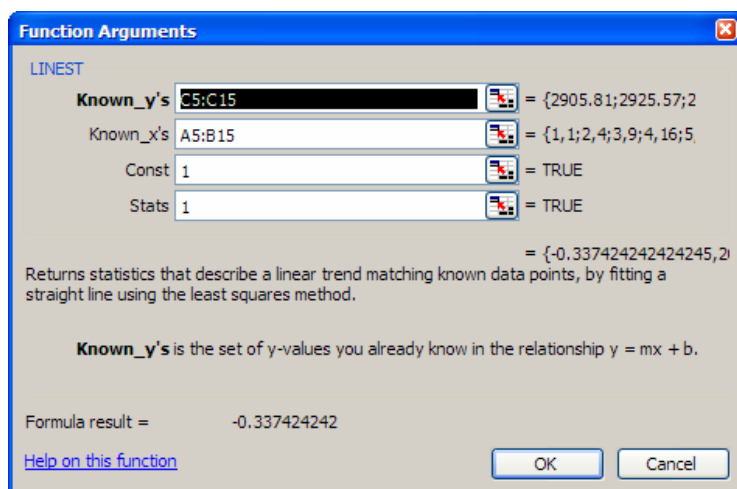 Function Arguments
LINEST
Known_y's C5:C15 = {2905.81;2925.57;2
Known_x's A5:B15 = {1,1;2,4;3,9;4,16;5,
Const 1 = TRUE
Stats 1 = TRUE
= {-0.337424242424245,20
Returns statistics that describe a linear trend matching known data points, by fitting a
straight line using the least squares method.
Known_y's is the set of y-values you already know in the relationship y = mx + b.
Formula result = -0.337424242
Help on this function
OK Cancel